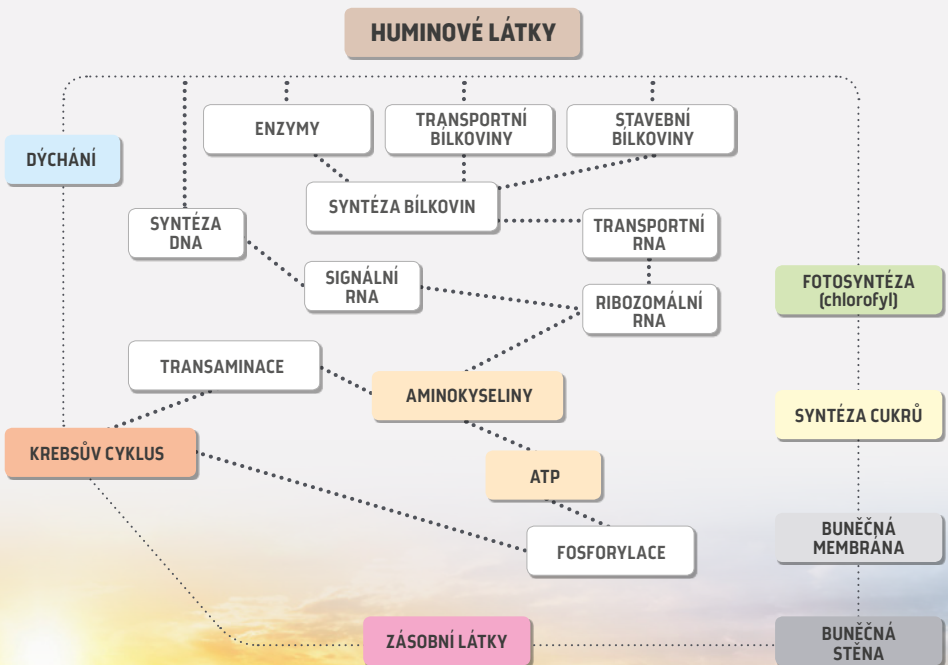 HUMINOVÉ LÁTKY
ENZYMY
TRANSPORTNÍ
BÍLKOVINY
STAVEBNÍ
BÍLKOVINY
DÝCHÁNÍ
SYNTÉZA BÍLKOVIN
SYNTÉZA
DNA
TRANSPORTNÍ
RNA
SIGNÁLNÍ
RNA
RIBOZOMÁLNÍ
RNA
FOTOSYNTÉZA
(chlorofyl)
TRANSAMINACE
AMINOKYSELINY
SYNTÉZA CUKRŮ
KREBSŮV CYKLUS
ATP
BUNĚČNÁ
MEMBRÁNA
FOSFORYLACE
ZÁSOBNÍ LÁTKY
BUNĚČNÁ
STĚNA